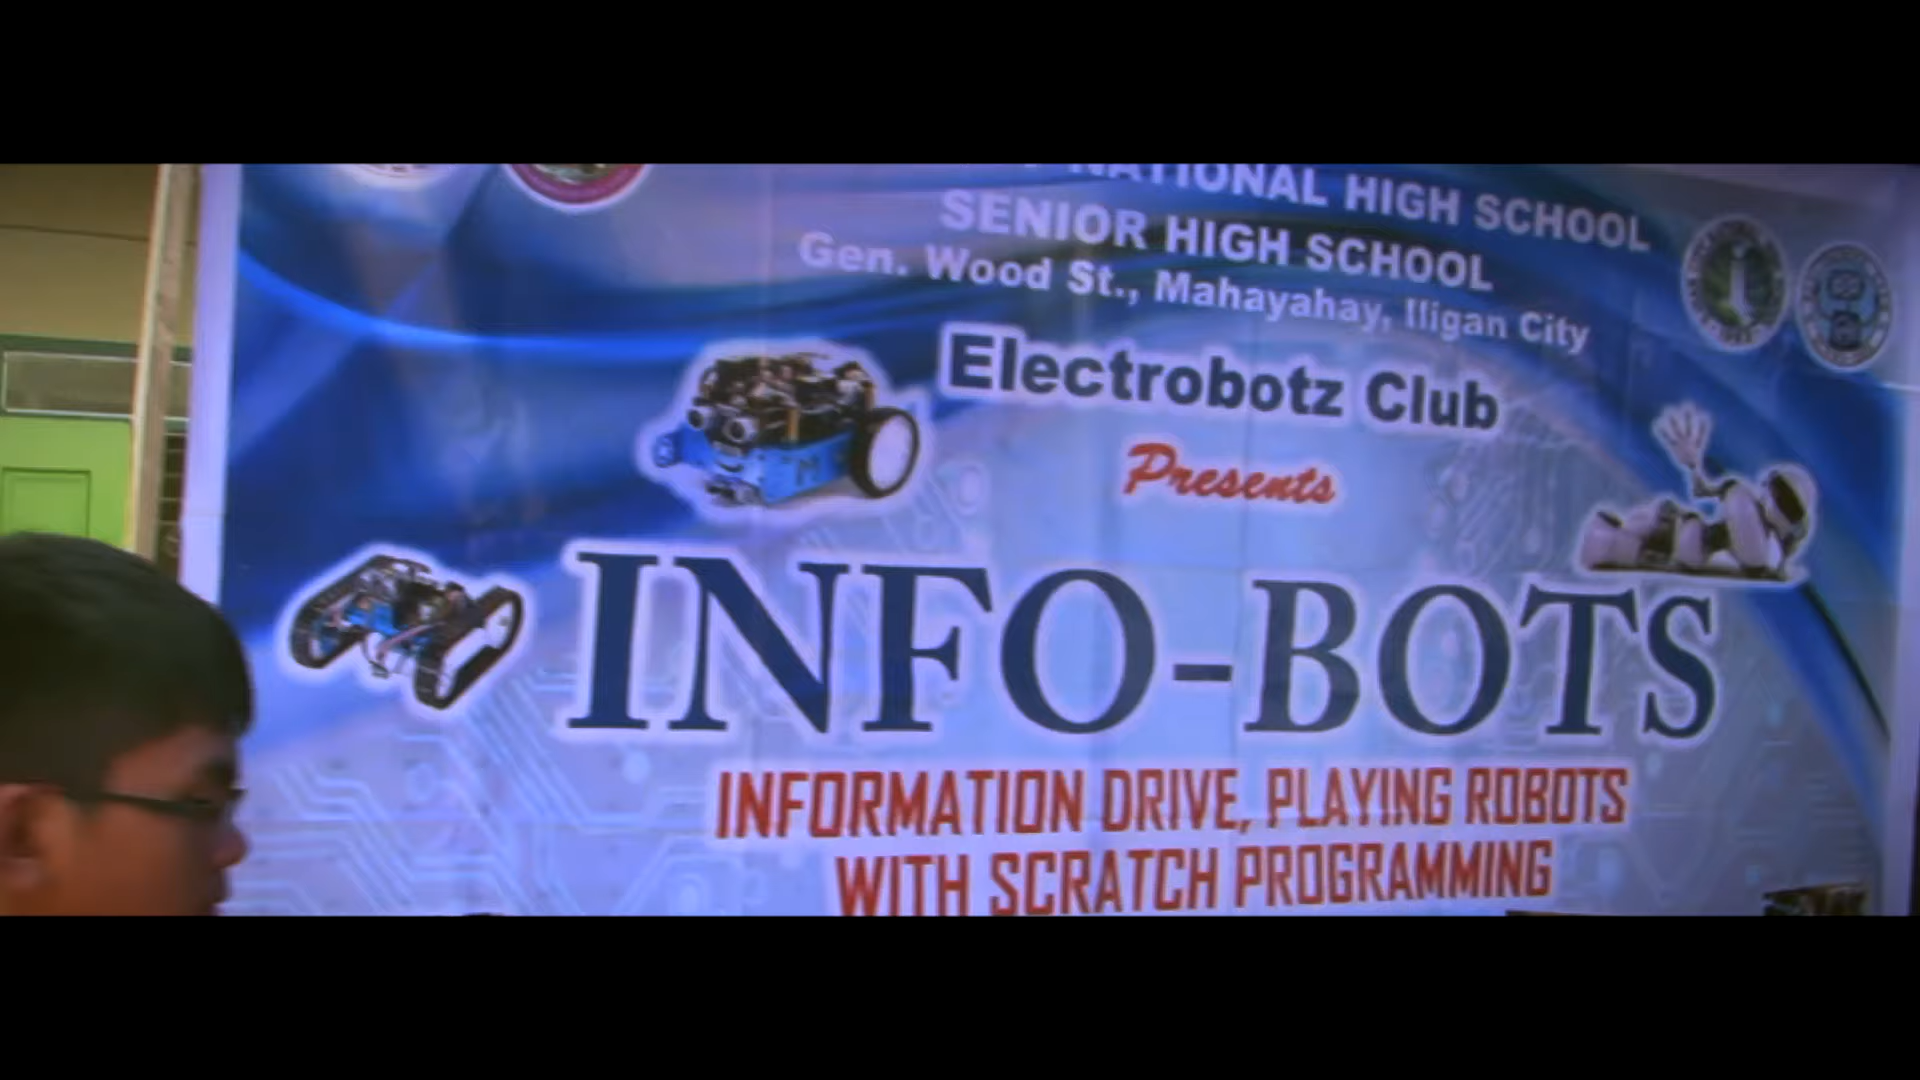 NATIONAL HIGH SCHOOL
SENIOR HIGH SCHOOL
Gen. Wood St., Mahayahay, Iligan City
Electrobotz Club
Presents
INFO-BOTS
INFORMATION DRIVE, PLAYING ROBOTS
WITH SCRATCH PROGRAMMING